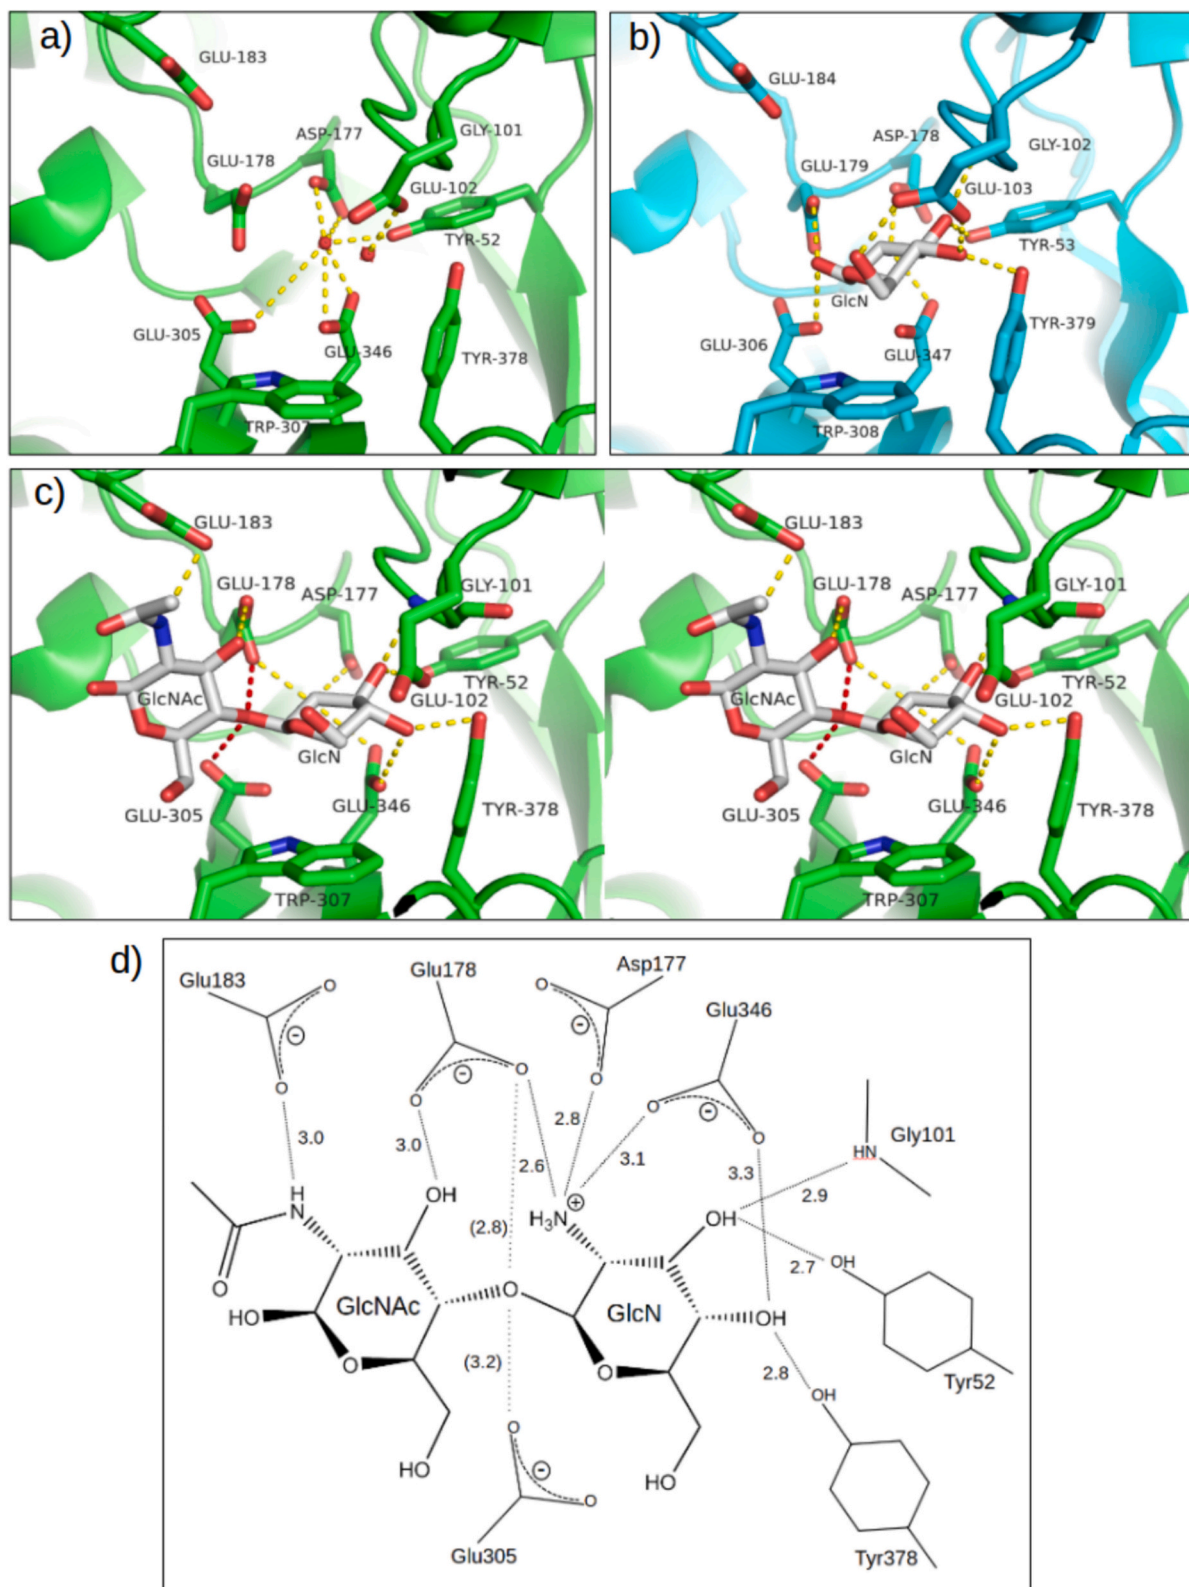 a)
GLU-183
ASP-177
GLY-101
GLU-178
GLU-102
TYR-52
GLU-305
GLU-346
TYR-378
TRP-307
b)
GLU-184
ASP-178
GLY-102
GLU-179
GLU-103
TYR-53
GlcN
TYR-379
GLU-306
GLU-347
TRP-308
c)
GLU-183
GLU-178
ASP-177
GLY-101
GlcNAc
TYR-52
GLU-102
GlcN
GLU-305
GLU-346
TYR-378
TRP-307
GLU-183
GLU-178
ASP-177
GLY-101
GlcNAc
TYR-52
GLU-102
GlcN
GLU-305
GLU-346
TYR-378
TRP-307
d)
Glu183
Glu178
Asp177
Glu346
Gly101
O
O
O
O
O
O
O
O
HN
3.0
3.0
2.6
2.8
3.1
3.3
2.9
H
N
OH
(2.8)
H₃N
OH
2.7
OH
O
HO
GlcNAc
O
GlcN
OH
O
(3.2)
O
2.8
OH
Tyr52
HO
O
HO
O
Glu305
Tyr378